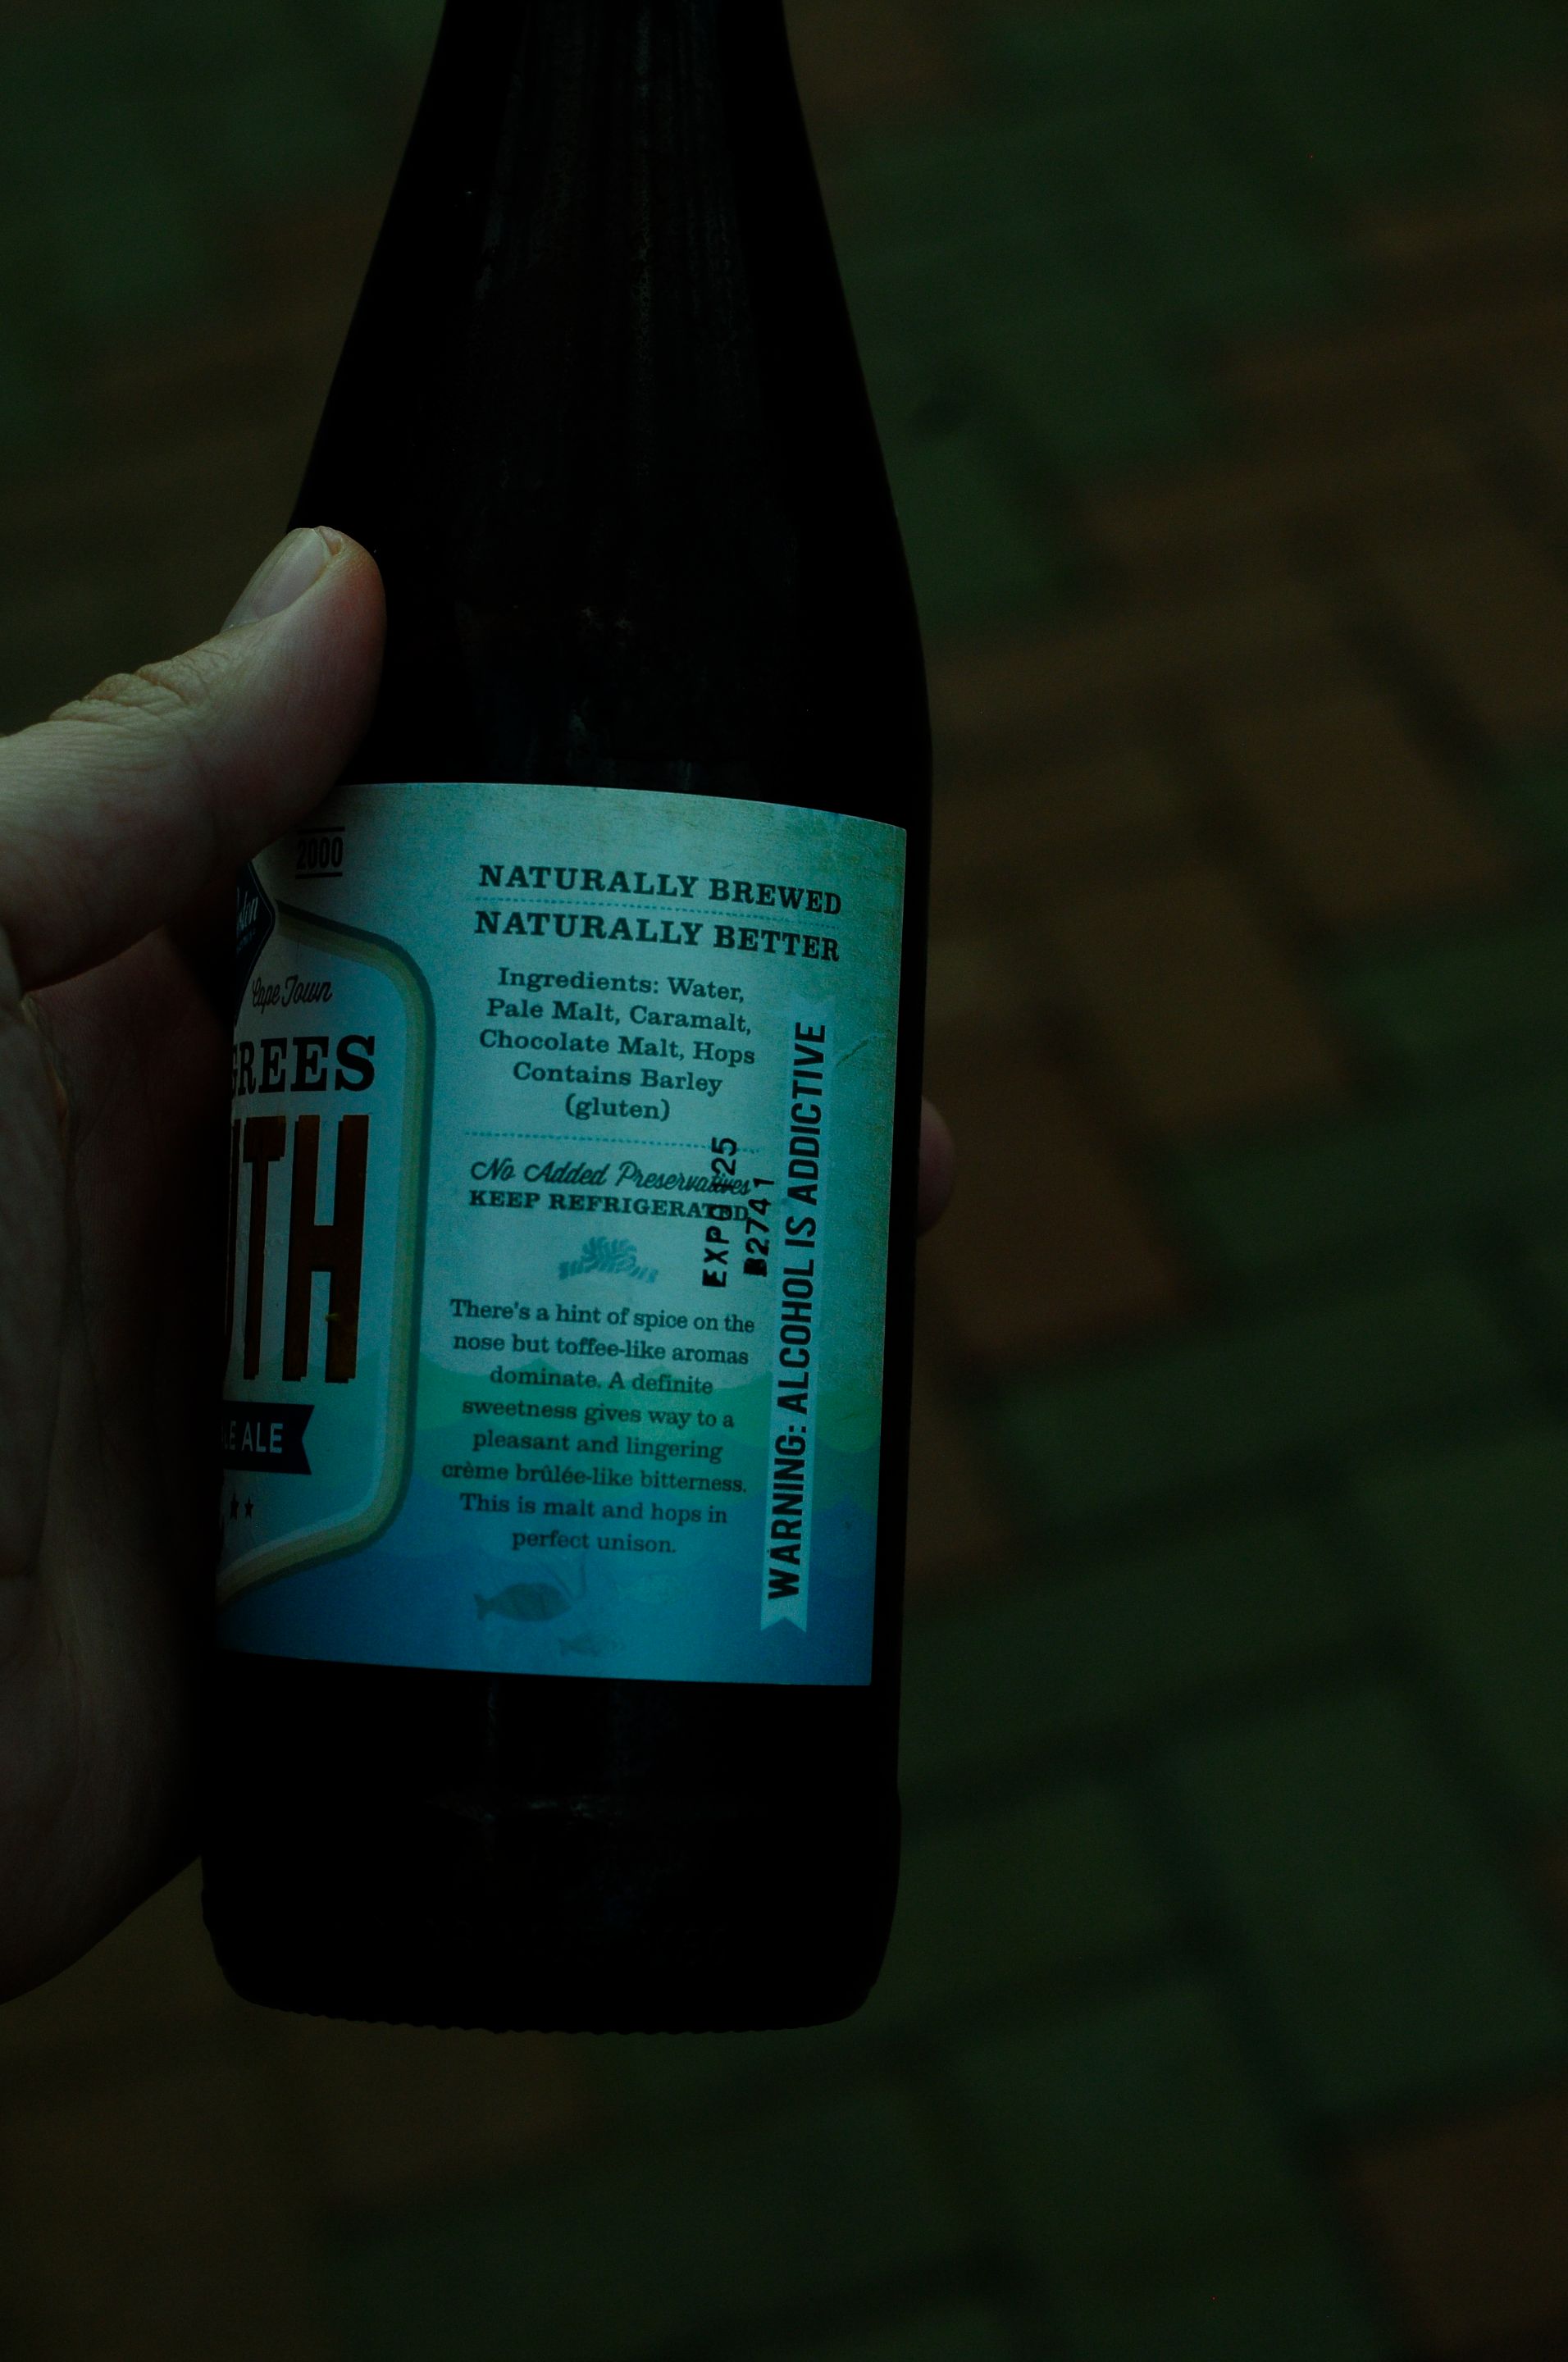 2000
Cape Town
GREES
TH
ALE
NATURALLY BREWED
NATURALLY BETTER
Ingredients: Water,
Pale Malt, Caramalt,
Chocolate Malt, Hops
Contains Barley
(gluten)
No Added Preservatives
KEEP REFRIGERATED
There's a hint of spice on the
nose but toffee-like aromas
dominate. A definite
sweetness gives way to a
pleasant and lingering
crème brûlée-like bitterness.
This is malt and hops in
perfect unison.
B2741
WARNING: ALCOHOL IS ADDICTIVE